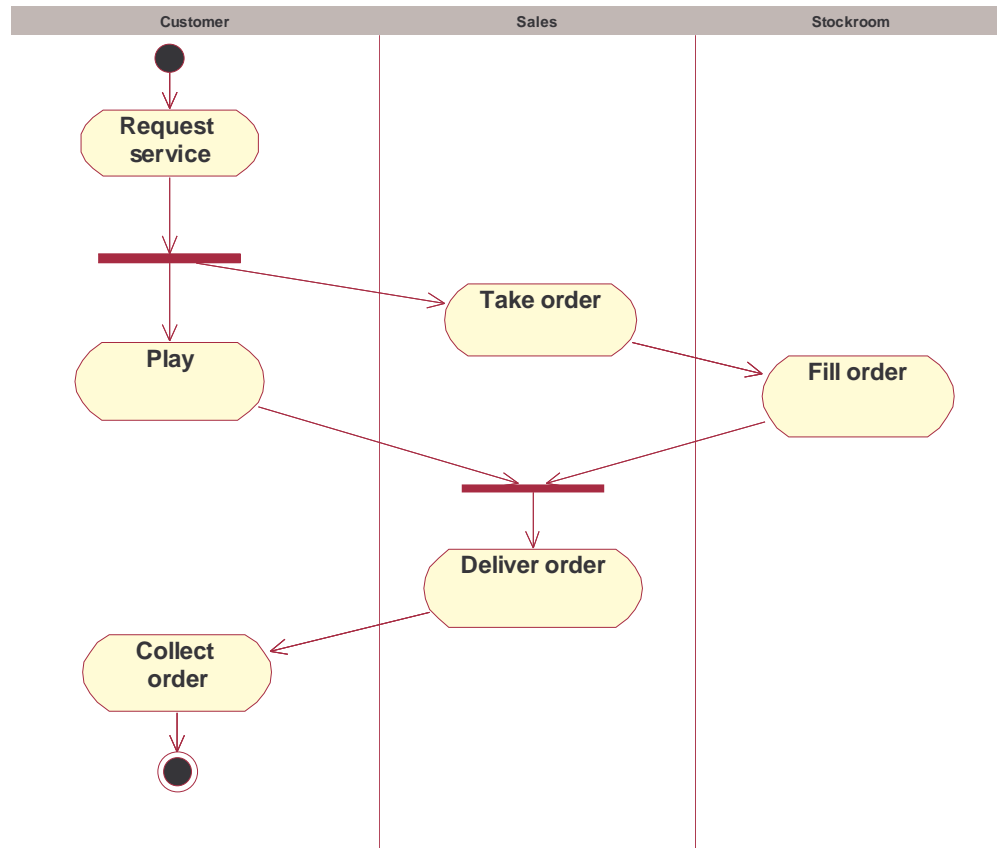 Customer
Sales
Stockroom
Request
service
Take order
Play
Fill order
Deliver order
Collect
order